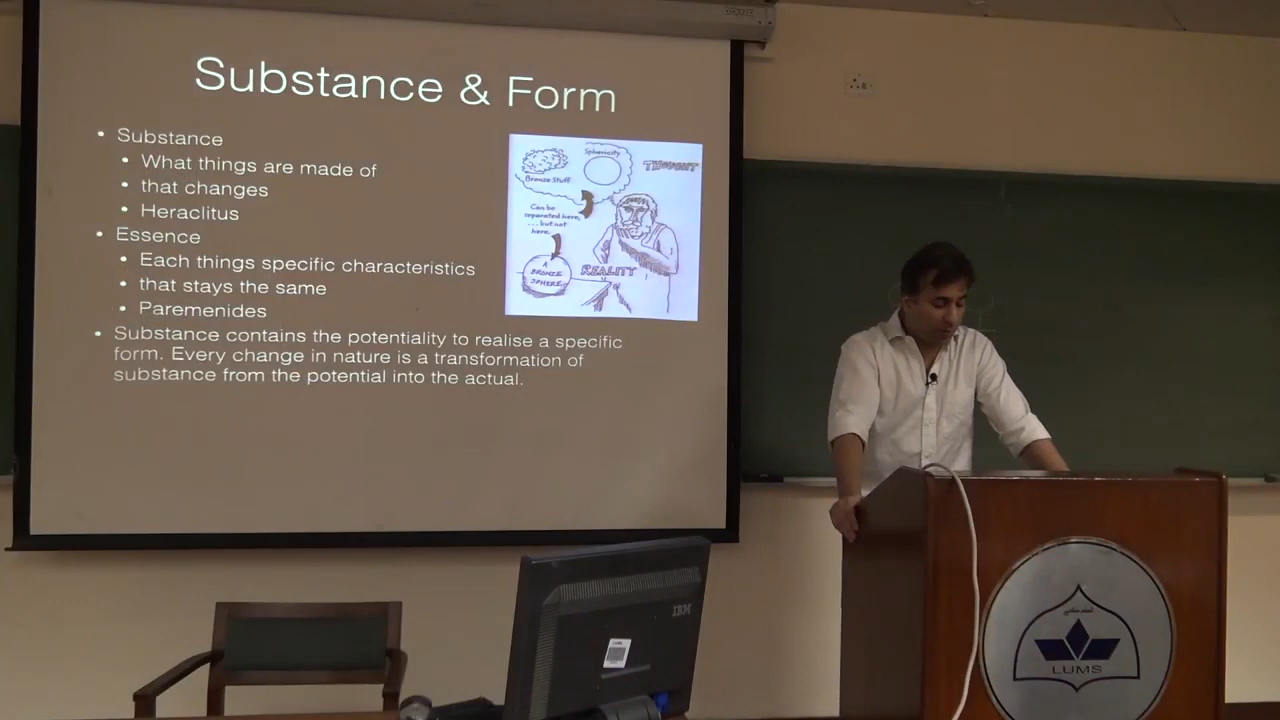 Substance & Form
• Substance
• What things are made of
• that changes
• Heraclitus
• Essence
• Each things specific characteristics
• that stays the same
• Paremenides
• Substance contains the potentiality to realise a specific
form. Every change in nature is a transformation of
substance from the potential into the actual.
Sphericity
Bronze Stuff
THOUGHT
Can be
separated here,
...but not
here.
REALITY
A
BRONZE
SPHERE
IBM
LUMS